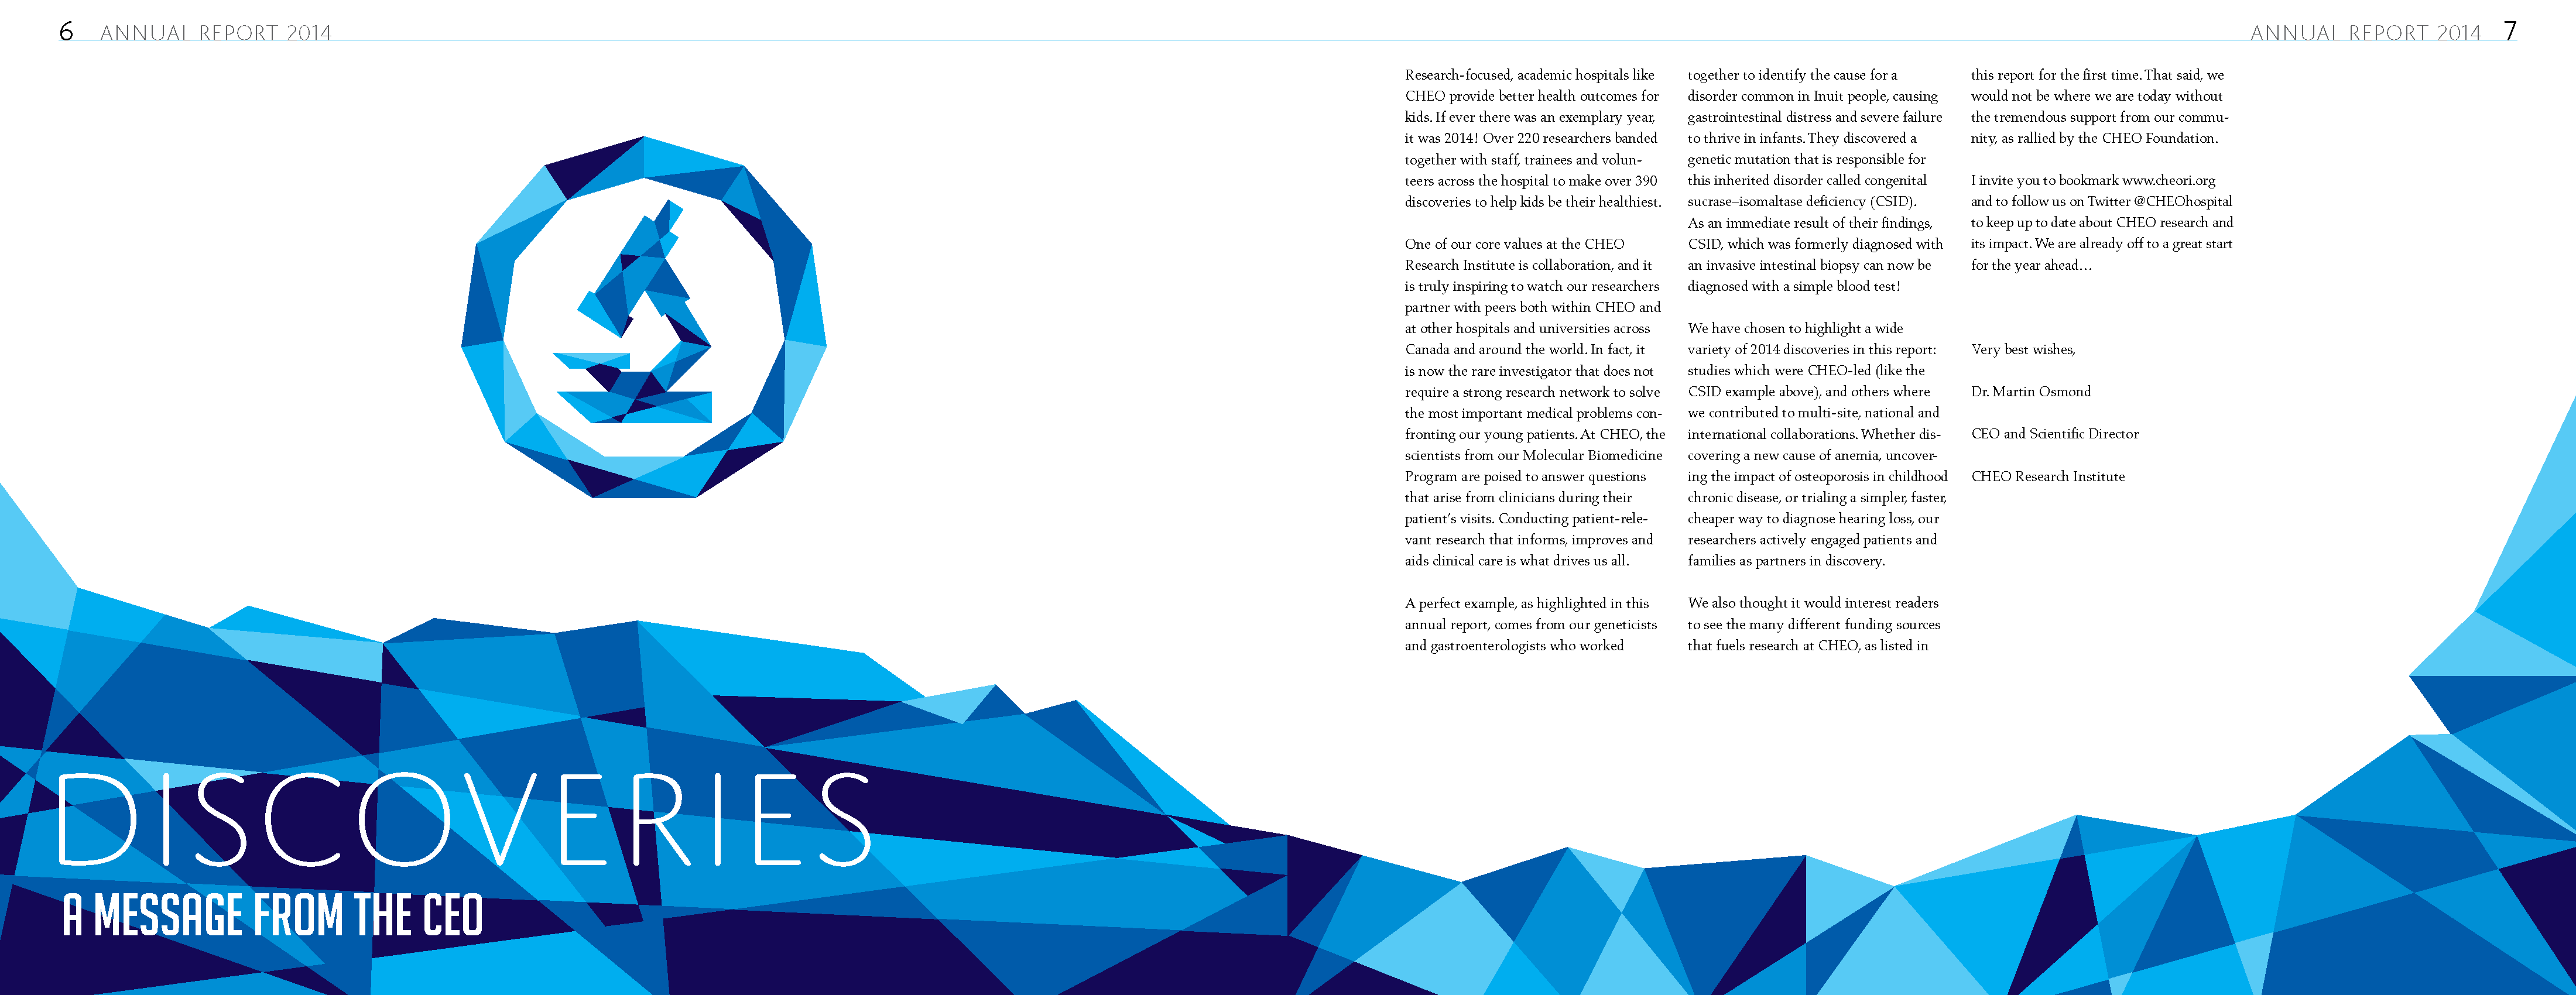 6 ANNUAL REPORT 2014
ANNUAL REPORT 2014 7
DISCOVERIES
A MESSAGE FROM THE CEO
Research-focused, academic hospitals like
CHEO provide better health outcomes for
kids. If ever there was an exemplary year,
it was 2014! Over 220 researchers banded
together with staff, trainees and volun-
teers across the hospital to make over 390
discoveries to help kids be their healthiest.
One of our core values at the CHEO
Research Institute is collaboration, and it
is truly inspiring to watch our researchers
partner with peers both within CHEO and
at other hospitals and universities across
Canada and around the world. In fact, it
is now the rare investigator that does not
require a strong research network to solve
the most important medical problems con-
fronting our young patients. At CHEO, the
scientists from our Molecular Biomedicine
Program are poised to answer questions
that arise from clinicians during their
patient's visits. Conducting patient-rele-
vant research that informs, improves and
aids clinical care is what drives us all.
A perfect example, as highlighted in this
annual report, comes from our geneticists
and gastroenterologists who worked
together to identify the cause for a
disorder common in Inuit people, causing
gastrointestinal distress and severe failure
to thrive in infants. They discovered a
genetic mutation that is responsible for
this inherited disorder called congenital
sucrase–isomaltase deficiency (CSID).
As an immediate result of their findings,
CSID, which was formerly diagnosed with
an invasive intestinal biopsy can now be
diagnosed with a simple blood test!
We have chosen to highlight a wide
variety of 2014 discoveries in this report:
studies which were CHEO-led (like the
CSID example above), and others where
we contributed to multi-site, national and
international collaborations. Whether dis-
covering a new cause of anemia, uncover-
ing the impact of osteoporosis in childhood
chronic disease, or trialing a simpler, faster,
cheaper way to diagnose hearing loss, our
researchers actively engaged patients and
families as partners in discovery.
We also thought it would interest readers
to see the many different funding sources
that fuels research at CHEO, as listed in
this report for the first time. That said, we
would not be where we are today without
the tremendous support from our commu-
nity, as rallied by the CHEO Foundation.
I invite you to bookmark www.cheori.org
and to follow us on Twitter @CHEOhospital
to keep up to date about CHEO research and
its impact. We are already off to a great start
for the year ahead…
Very best wishes,
Dr. Martin Osmond
CEO and Scientific Director
CHEO Research Institute